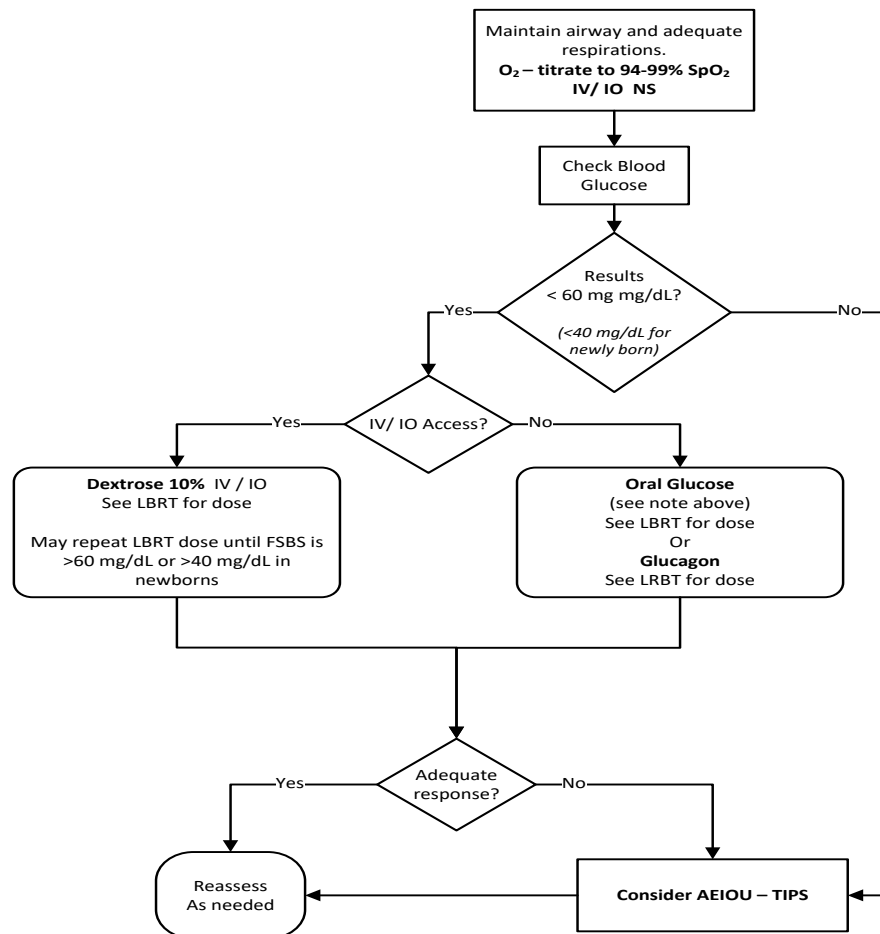 Maintain airway and adequate
respirations.
O₂ – titrate to 94-99% SpO₂
IV/ IO  NS
Check Blood
Glucose
Results
< 60 mg mg/dL?
(<40 mg/dL for
newly born)
Yes
No
IV/ IO Access?
Yes
No
Dextrose 10%  IV / IO
See LBRT for dose
May repeat LBRT dose until FSBS is
>60 mg/dL or >40 mg/dL in
newborns
Oral Glucose
(see note above)
See LBRT for dose
Or
Glucagon
See LRBT for dose
Adequate
response?
Yes
No
Reassess
As needed
Consider AEIOU – TIPS